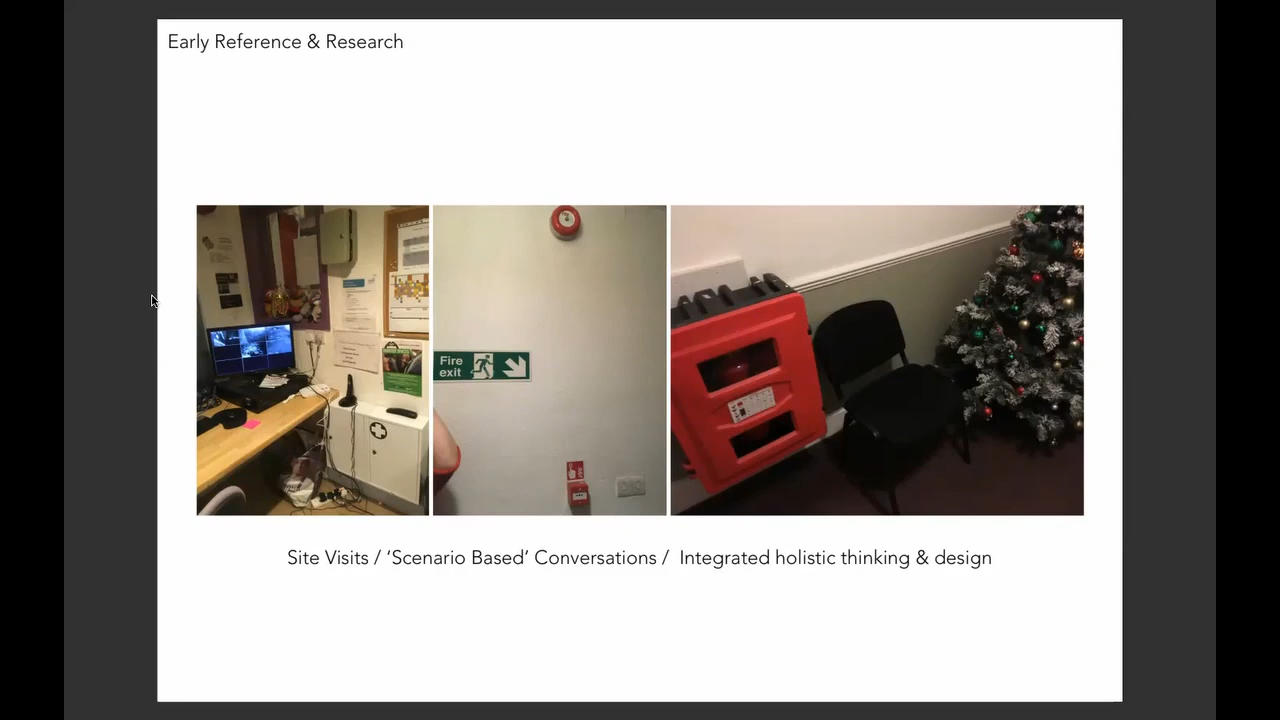 Early Reference & Research
Fire
exit
Site Visits / ‘Scenario Based’ Conversations / Integrated holistic thinking & design